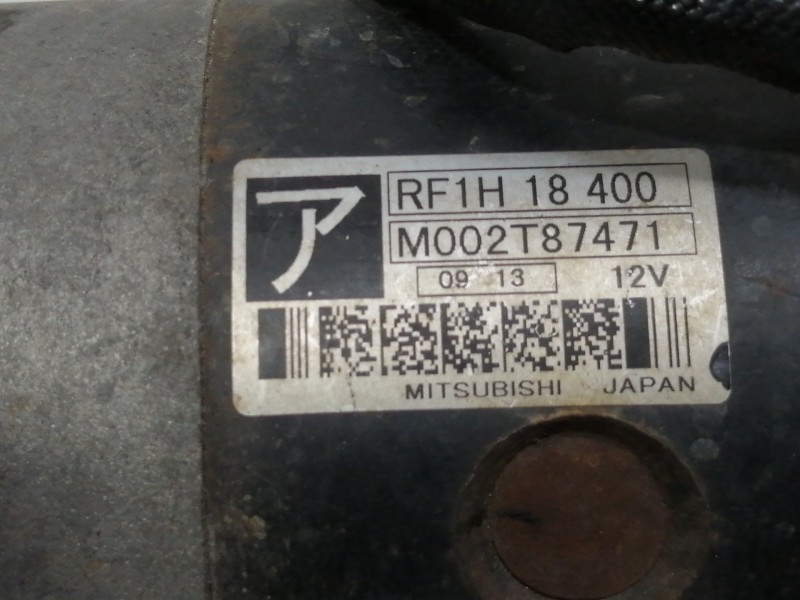 ア
RF1H 18 400
M002T87471
09 13 12V
MITSUBISHI JAPAN